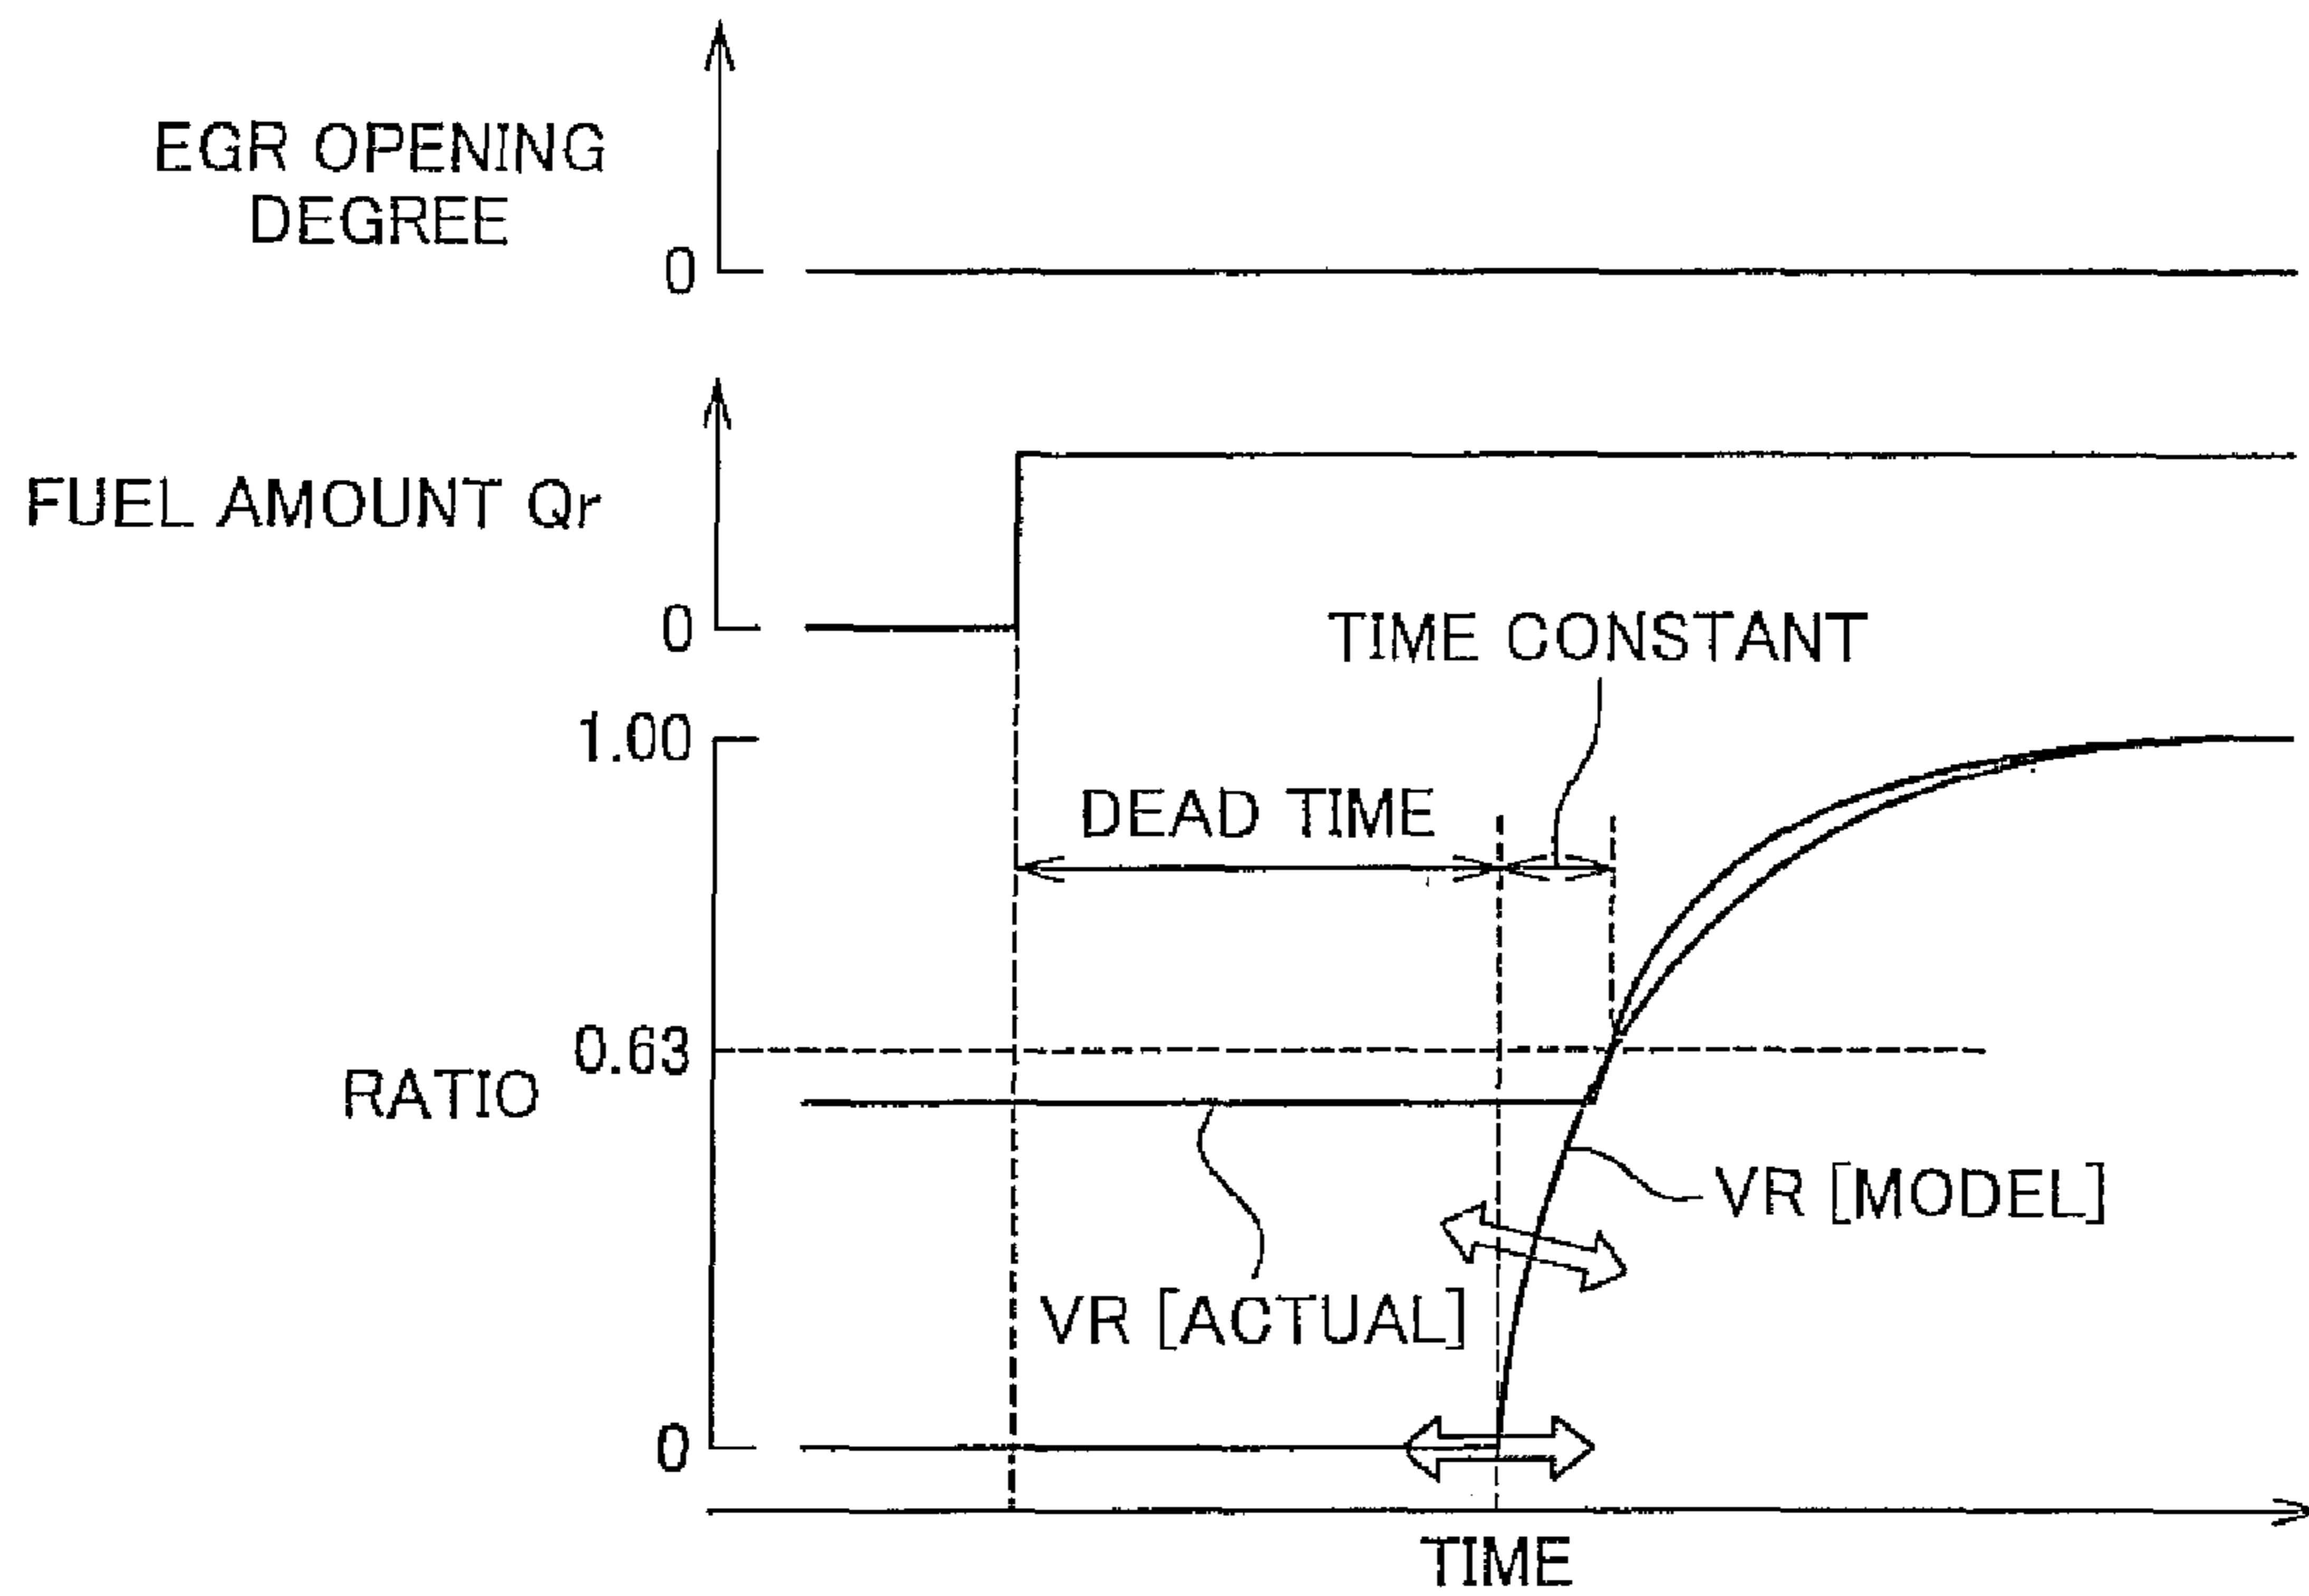 EGR OPENING
DEGREE
0
FUEL AMOUNT Qr
0
TIME CONSTANT
1.00
DEAD TIME
0.63
RATIO
VR [MODEL]
VR [ACTUAL]
0
TIME